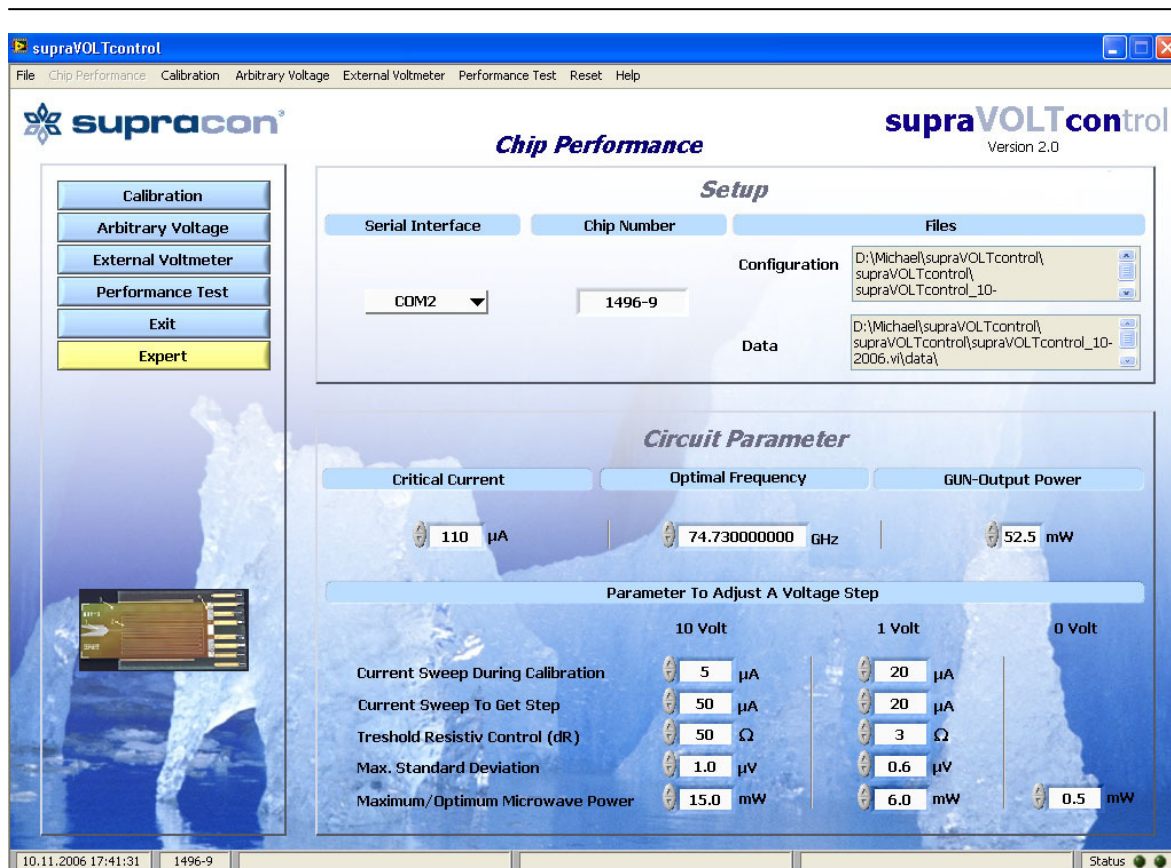 supraVOLTcontrol
File Chip Performance Calibration Arbitrary Voltage External Voltmeter Performance Test Reset Help
supracon®
supraVOLTcontrol
Version 2.0
Chip Performance
Calibration
Arbitrary Voltage
External Voltmeter
Performance Test
Exit
Expert
Setup
Serial Interface Chip Number Files
COM2 1496-9
Configuration
D:\Michael\supraVOLTcontrol\
supraVOLTcontrol\
supraVOLTcontrol_10-
Data
D:\Michael\supraVOLTcontrol\
supraVOLTcontrol\supraVOLTcontrol_10-
2006.vi\data\
Circuit Parameter
Critical Current Optimal Frequency GUN-Output Power
110 µA 74.730000000 GHz 52.5 mW
Parameter To Adjust A Voltage Step
10 Volt 1 Volt 0 Volt
Current Sweep During Calibration 5 µA 20 µA
Current Sweep To Get Step 50 µA 20 µA
Treshold Resistiv Control (dR) 50 Ω 3 Ω
Max. Standard Deviation 1.0 µV 0.6 µV
Maximum/Optimum Microwave Power 15.0 mW 6.0 mW 0.5 mW
10.11.2006 17:41:31 1496-9 Status